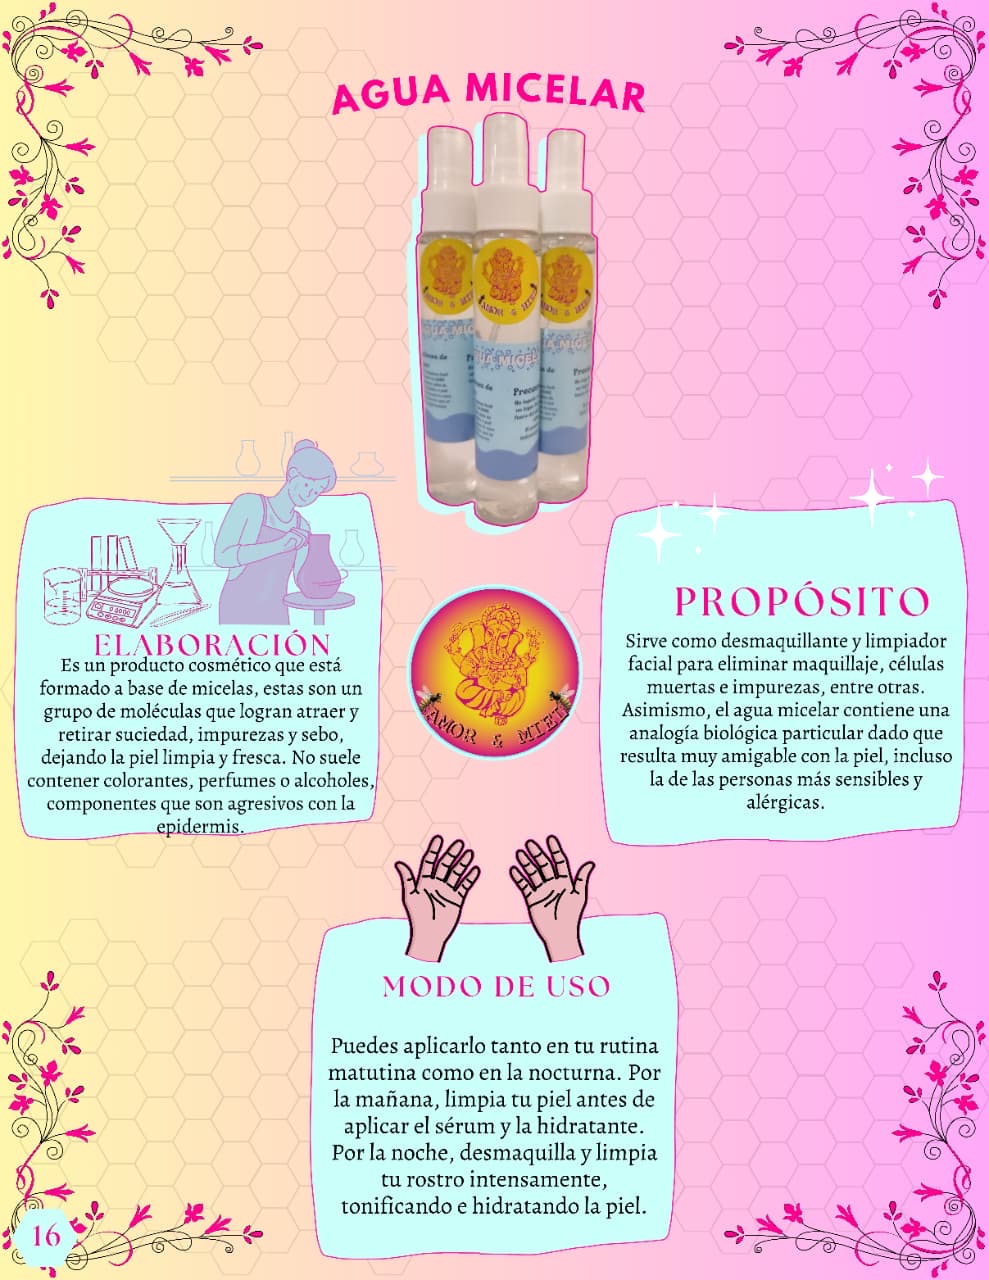 AGUA MICELAR
AMOR & MIEL
AGUA MICELAR
ELABORACIÓN
Es un producto cosmético que está
formado a base de micelas, estas son un
grupo de moléculas que logran atraer y
retirar suciedad, impurezas y sebo,
dejando la piel limpia y fresca. No suele
contener colorantes, perfumes o alcoholes,
componentes que son agresivos con la
epidermis.
AMOR & MIEL
PROPÓSITO
Sirve como desmaquillante y limpiador
facial para eliminar maquillaje, células
muertas e impurezas, entre otras.
Asimismo, el agua micelar contiene una
analogía biológica particular dado que
resulta muy amigable con la piel, incluso
la de las personas más sensibles y
alérgicas.
MODO DE USO
Puedes aplicarlo tanto en tu rutina
matutina como en la nocturna. Por
la mañana, limpia tu piel antes de
aplicar el sérum y la hidratante.
Por la noche, desmaquilla y limpia
tu rostro intensamente,
tonificando e hidratando la piel.
16